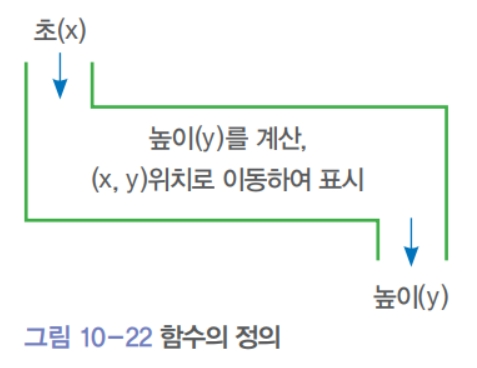 초(x)
높이(y)를 계산,
(x, y)위치로 이동하여 표시
높이(y)
그림 10-22 함수의 정의